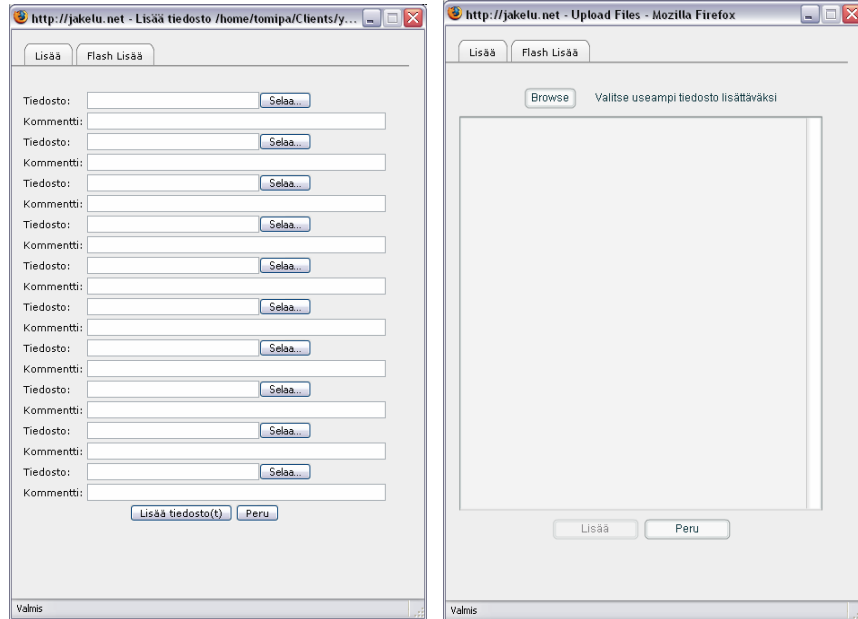 http://jakelu.net - Lisää tiedosto /home/tomipa/Clients/y...
Lisää
Flash Lisää
Tiedosto: Selaa...
Kommentti:
Tiedosto: Selaa...
Kommentti:
Tiedosto: Selaa...
Kommentti:
Tiedosto: Selaa...
Kommentti:
Tiedosto: Selaa...
Kommentti:
Tiedosto: Selaa...
Kommentti:
Tiedosto: Selaa...
Kommentti:
Tiedosto: Selaa...
Kommentti:
Tiedosto: Selaa...
Kommentti:
Tiedosto: Selaa...
Kommentti:
Lisää tiedosto(t) Peru
Valmis
http://jakelu.net - Upload Files - Mozilla Firefox
Lisää
Flash Lisää
Browse Valitse useampi tiedosto lisättäväksi
Lisää Peru
Valmis